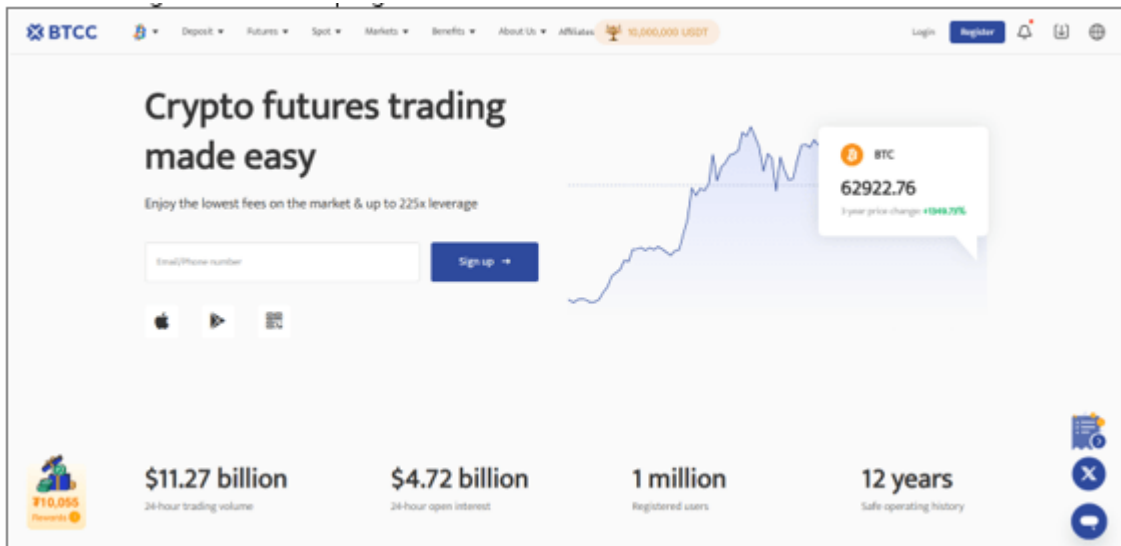 BTCC
Deposit Futures Spot Markets Benefits About Us Affiliates 10,000,000 USDT Login Register
Crypto futures trading
made easy
Enjoy the lowest fees on the market & up to 225x leverage
Email/Phone number
Sign up →
BTC
62922.76
3-year price change: +1949.73%
$11.27 billion
24-hour trading volume
$4.72 billion
24-hour open interest
1 million
Registered users
12 years
Safe operating history
₮10,055
Rewards